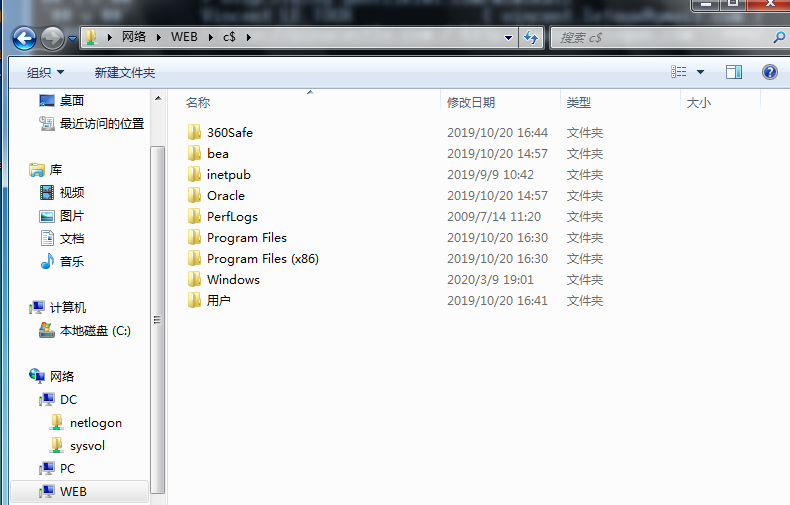 网络 WEB c$
搜索 c$
组织 新建文件夹
名称 修改日期 类型 大小
桌面
最近访问的位置
库
视频
图片
文档
音乐
计算机
本地磁盘 (C:)
网络
DC
netlogon
sysvol
PC
WEB
360Safe 2019/10/20 16:44 文件夹
bea 2019/10/20 14:57 文件夹
inetpub 2019/9/9 10:42 文件夹
Oracle 2019/10/20 14:57 文件夹
PerfLogs 2009/7/14 11:20 文件夹
Program Files 2019/10/20 16:30 文件夹
Program Files (x86) 2019/10/20 16:30 文件夹
Windows 2020/3/9 19:01 文件夹
用户 2019/10/20 16:41 文件夹